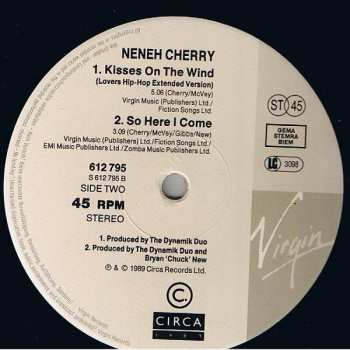 NENEH CHERRY
1. Kisses On The Wind
(Lovers Hip-Hop Extended Version)
5.06 (Cherry/McVey)
Virgin Music (Publishers) Ltd./
Fiction Songs Ltd.
2. So Here I Come
3.09 (Cherry/McVey/Gibbs/New)
Virgin Music (Publishers) Ltd./Fiction Songs Ltd./
EMI Music Publishers Ltd./Zomba Music Publishers Ltd.
ST 45
GEMA
STEMRA
BIEM
LC 3098
612 795
S 612 795 B
SIDE TWO
45 RPM
STEREO
1. Produced by The Dynamik Duo
2. Produced by The Dynamik Duo and
Bryan 'Chuck' New
℗ © 1989 Circa Records Ltd.
C.
CIRCA
Virgin